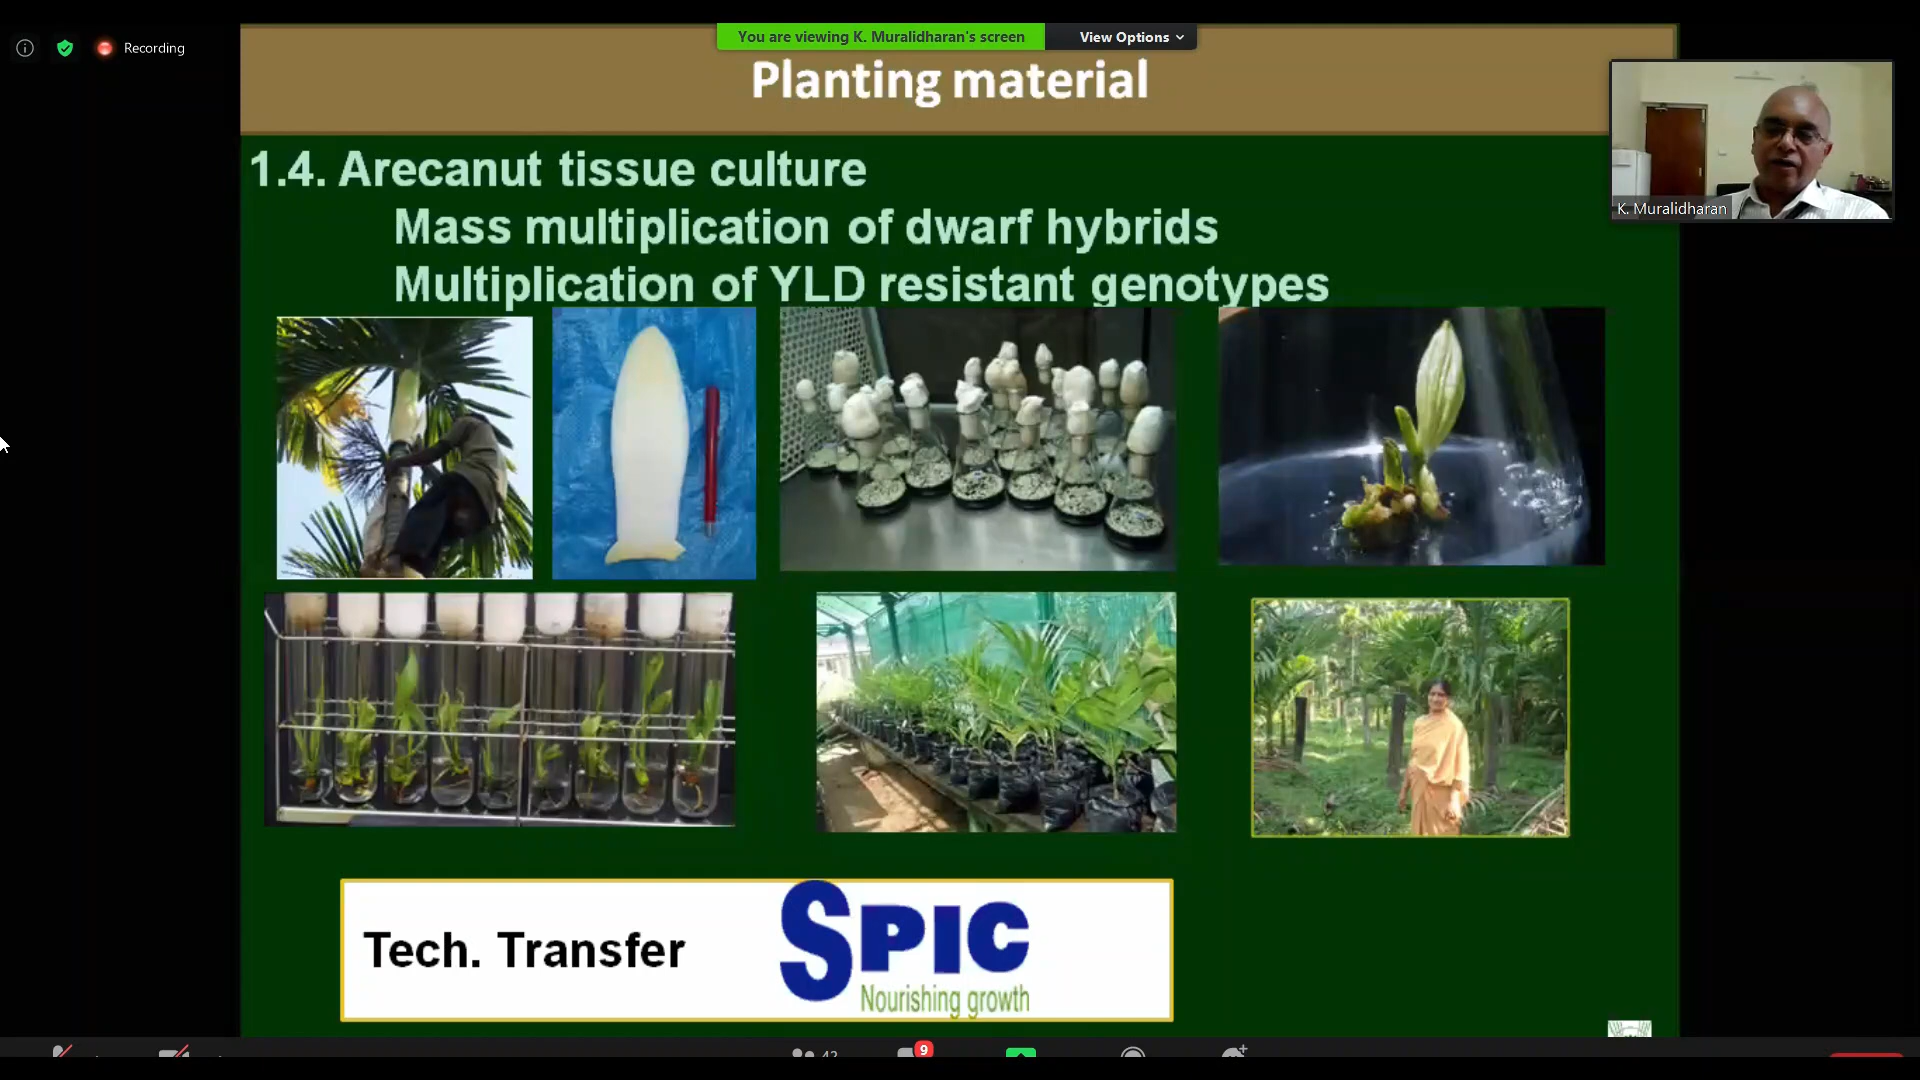 Recording
You are viewing K. Muralidharan's screen
View Options
Planting material
K. Muralidharan
1.4. Arecanut tissue culture
Mass multiplication of dwarf hybrids
Multiplication of YLD resistant genotypes
Tech. Transfer
SPIC
Nourishing growth
42
9